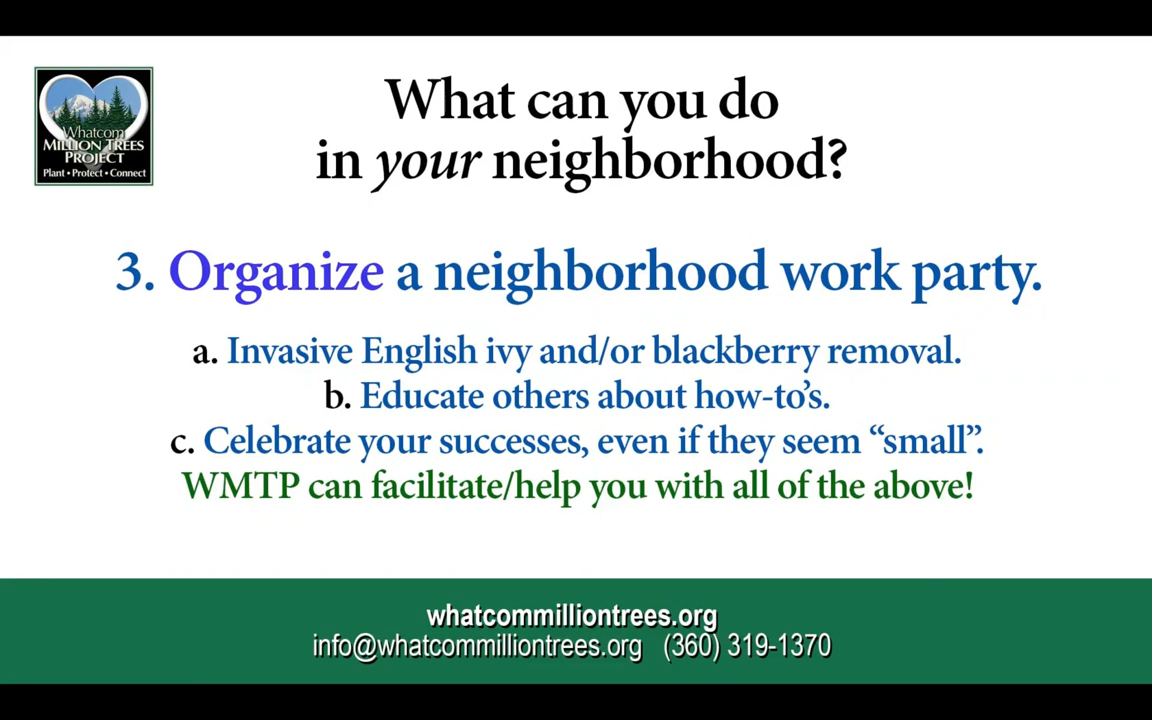 Whatcom
MILLION TREES
PROJECT
Plant • Protect • Connect
What can you do
in your neighborhood?
3. Organize a neighborhood work party.
a. Invasive English ivy and/or blackberry removal.
b. Educate others about how-to’s.
c. Celebrate your successes, even if they seem “small”.
WMTP can facilitate/help you with all of the above!
whatcommilliontrees.org
info@whatcommilliontrees.org (360) 319-1370